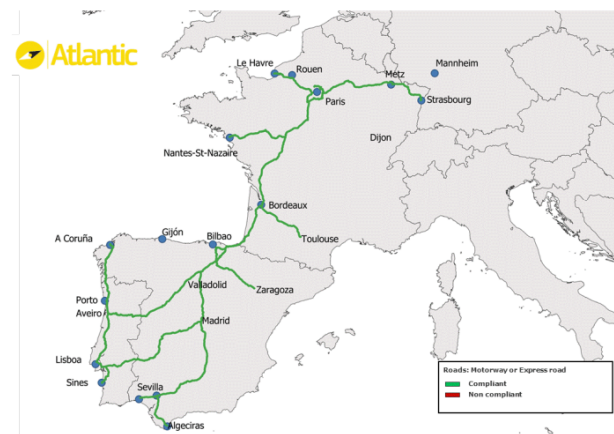 Atlantic
Le Havre
Rouen
Metz
Mannheim
Paris
Strasbourg
Nantes-St-Nazaire
Dijon
Bordeaux
Toulouse
A Coruña
Gijón
Bilbao
Valladolid
Zaragoza
Porto
Aveiro
Madrid
Lisboa
Sines
Sevilla
Algeciras
Roads: Motorway or Express road
Compliant
Non compliant